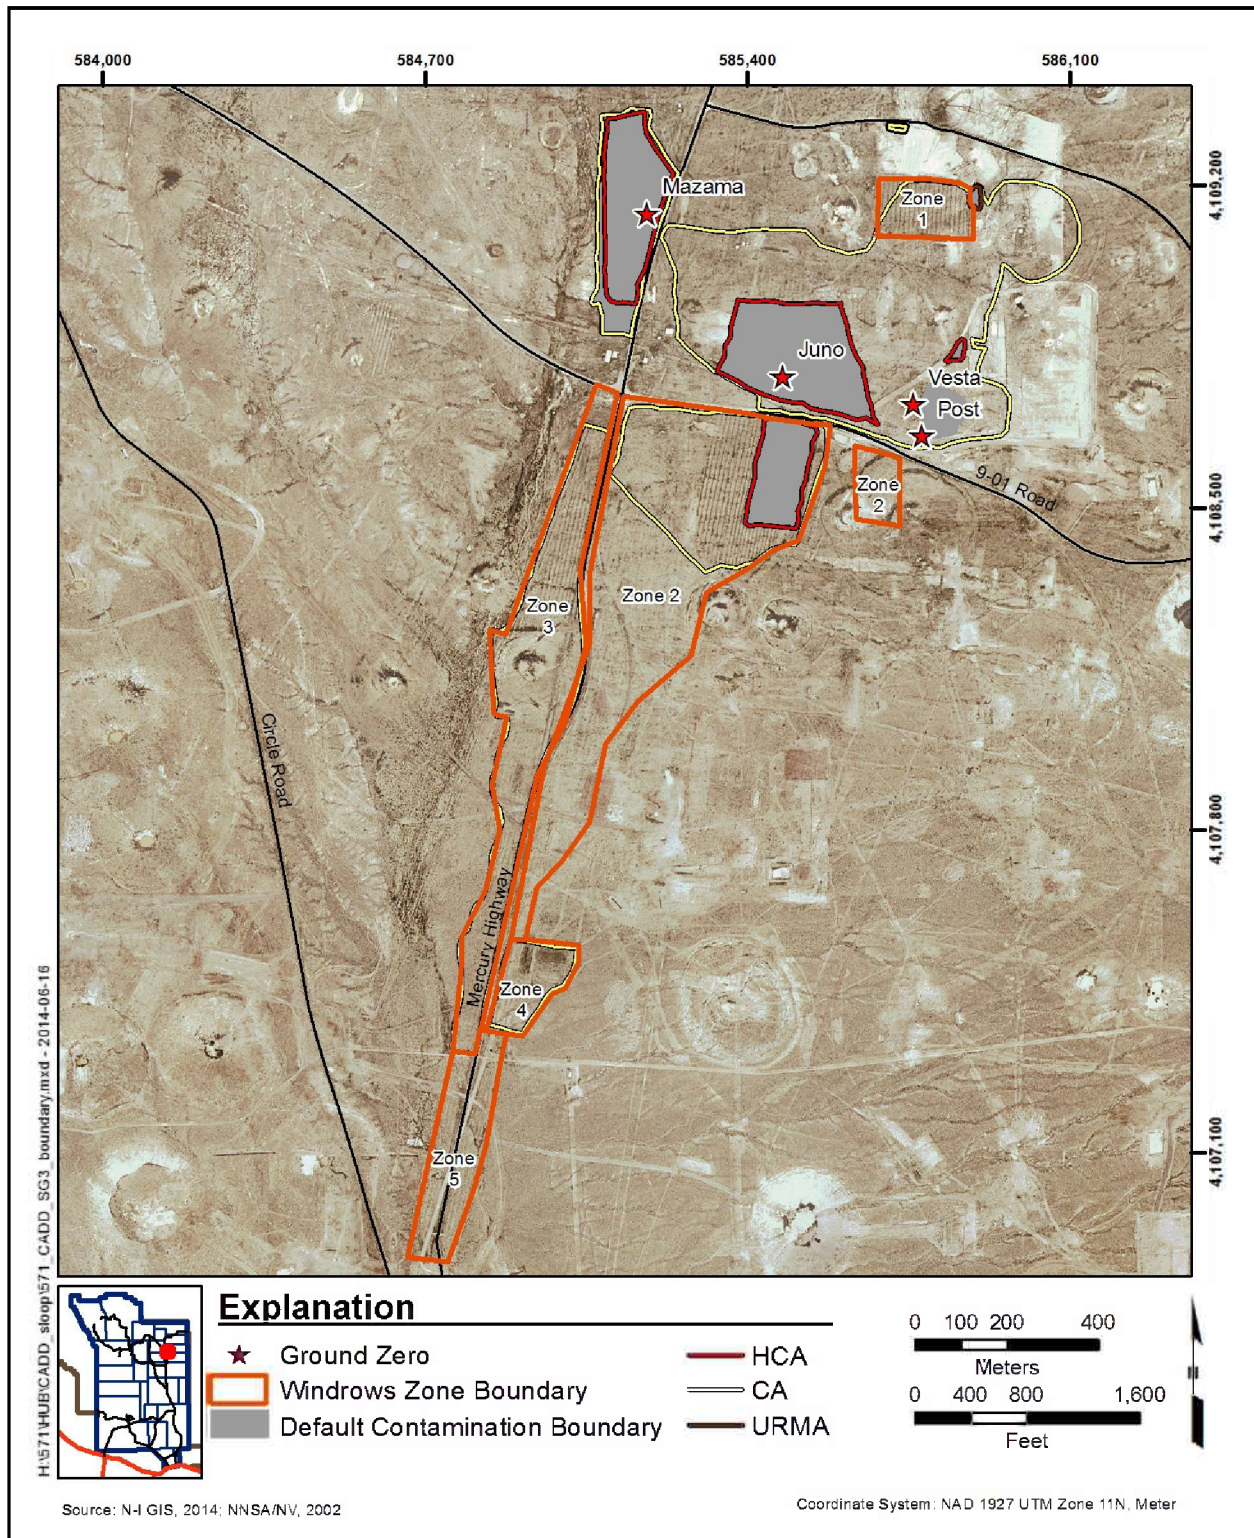 584,000 584,700 585,400 586,100
4,109,200
4,108,500
4,107,800
4,107,100
Mazama
Zone
1
Juno
Vesta
Post
9-01 Road
Zone
2
Zone 2
Zone
3
Circle Road
Mercury Highway
Zone
4
Zone
5
H:\571\HUB\CADD_sloop\571_CADD_SG3_boundary.mxd - 2014-06-16
Explanation
Ground Zero
Windrows Zone Boundary
Default Contamination Boundary
HCA
CA
URMA
0 100 200 400
Meters
0 400 800 1,600
Feet
Source: N-I GIS, 2014; NNSA/NV, 2002
Coordinate System: NAD 1927 UTM Zone 11N, Meter